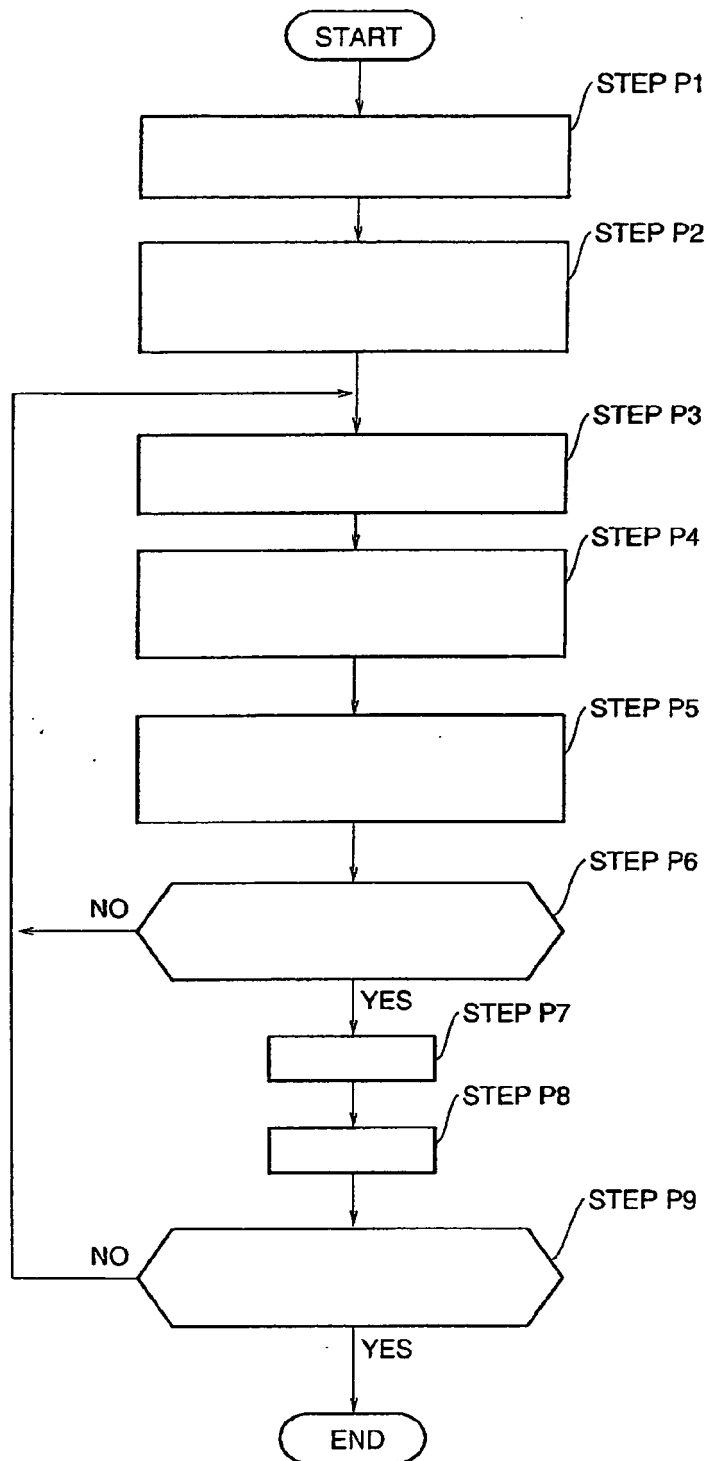 START
STEP P1
STEP P2
STEP P3
STEP P4
STEP P5
STEP P6
NO
YES
STEP P7
STEP P8
STEP P9
NO
YES
END